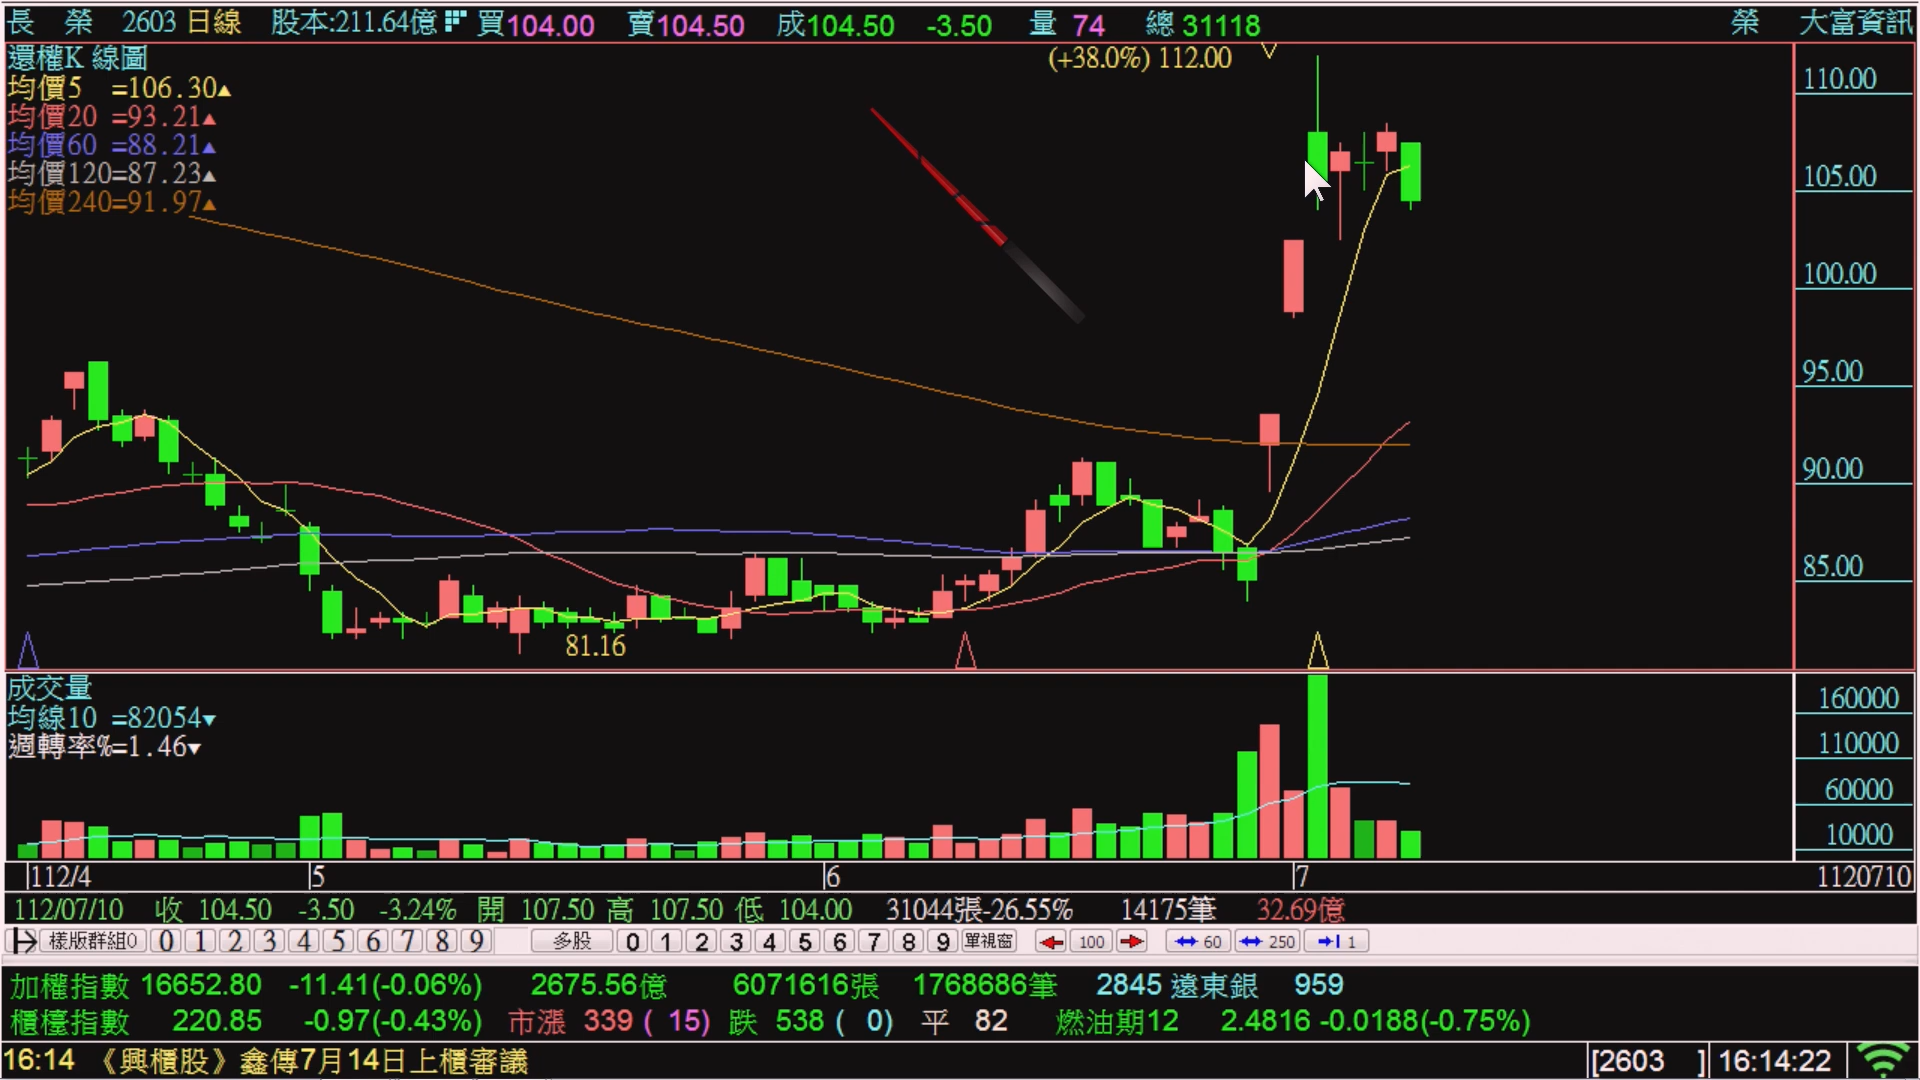 長 榮 2603 日線 股本:211.64億 買104.00 賣104.50 成104.50 -3.50 量 74 總 31118 榮 大富資訊
還權K 線圖 (+38.0%) 112.00
均價5 =106.30▲
均價20 =93.21▲
均價60 =88.21▲
均價120=87.23▲
均價240=91.97▲
110.00
105.00
100.00
95.00
90.00
85.00
81.16
成交量
均線10 =82054▼
週轉率%=1.46▼
160000
110000
60000
10000
112/4 5 6 7 1120710
112/07/10 收 104.50 -3.50 -3.24% 開 107.50 高 107.50 低 104.00 31044張-26.55% 14175筆 32.69億
樣版群組0 0 1 2 3 4 5 6 7 8 9 多股 0 1 2 3 4 5 6 7 8 9 單視窗 100 60 250 1
加權指數 16652.80 -11.41(-0.06%) 2675.56億 6071616張 1768686筆 2845 遠東銀 959
櫃檯指數 220.85 -0.97(-0.43%) 市漲 339 ( 15) 跌 538 ( 0) 平 82 燃油期12 2.4816 -0.0188(-0.75%)
16:14 《興櫃股》鑫傳7月14日上櫃審議 [2603 ] 16:14:22